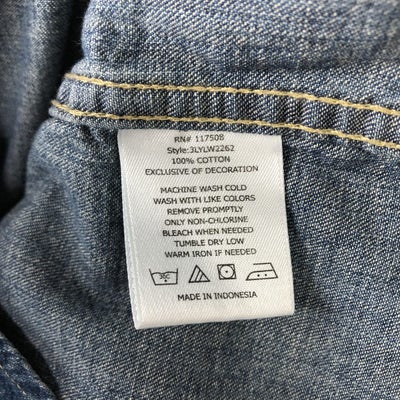 RN# 117508
Style:3LYLW2262
100% COTTON
EXCLUSIVE OF DECORATION
MACHINE WASH COLD
WASH WITH LIKE COLORS
REMOVE PROMPTLY
ONLY NON-CHLORINE
BLEACH WHEN NEEDED
TUMBLE DRY LOW
WARM IRON IF NEEDED
MADE IN INDONESIA